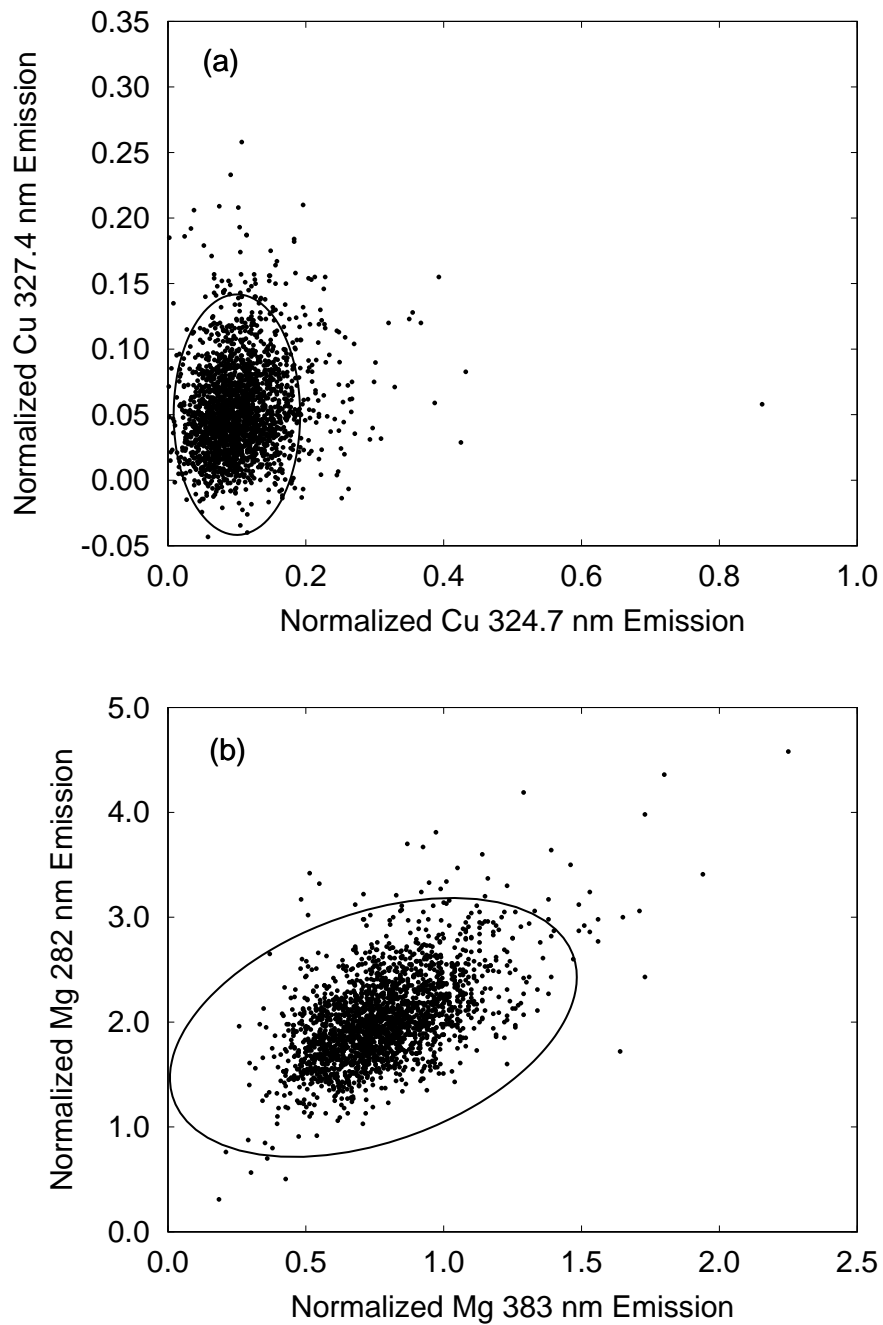 (a)
Normalized Cu 327.4 nm Emission
0.35
0.30
0.25
0.20
0.15
0.10
0.05
0.00
-0.05
0.0 0.2 0.4 0.6 0.8 1.0
Normalized Cu 324.7 nm Emission
(b)
Normalized Mg 282 nm Emission
5.0
4.0
3.0
2.0
1.0
0.0
0.0 0.5 1.0 1.5 2.0 2.5
Normalized Mg 383 nm Emission